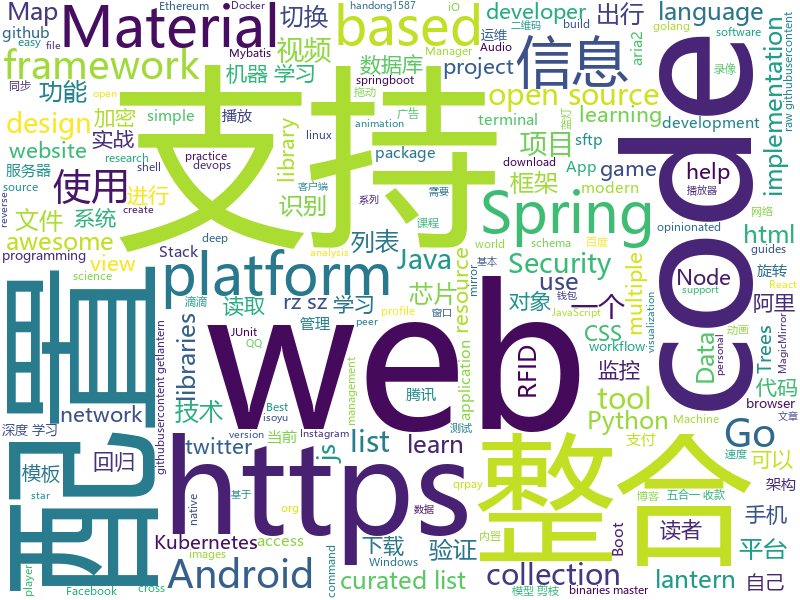 Map
Docker
Ethereum
handong1587
iO
二维码
developer
出行
language
github
easy
file
Material
切换
Mybatis
based
运维
build
golang
Manager
Audio
aria2
software
framework
视频
数据库
信息
project
录像
同步
功能
机器 学习
springboot
open
加密
播放
拖动
广告
open source
design
simple
实战
library
linux
animation
terminal
learning
development
implementation
raw githubusercontent
website
research
practice
devops
shell
package
项目
sftp
支持
code
服务器
source
使用
进行
download
App
game
help
文件
识别
客户端
系列
需要
框架
modern
播放器
awesome
系统
create
Spring
html
reverse
programming
view
Stack
deep
列表
课程
world
opinionated
网络
science
analysis
schema
百度
guides
配置
platform
Java
Security
multiple
Node
旋转
滴滴
读取
rz sz
学习
芯片
use
对象
一个
CSS
support
钱包
React
libraries
管理
基本
profile
mirror
JavaScript
application resource
workflow
Data
Trees
阿里
visualization
web
JUnit
peer
窗口
RFID
监控
tool
代码
动画
personal
MagicMirror
network
技术
QQ
Best
isoyu
腾讯
list
Python
browser
文章
深度 学习
twitter
当前
js
learn
Go
githubusercontent getlantern
management
Instagram
测试
支付
可以
模板
回归
version
https
整合
qrpay
速度
Boot
读者
架构
博客
star
native
基于
数据
五合一 收款
手机
Kubernetes
org
内置
lantern
平台
access
下载
验证
cross
player
Facebook
Android
images
command
Windows
collection
curated list
模型 剪枝
binaries master
自己